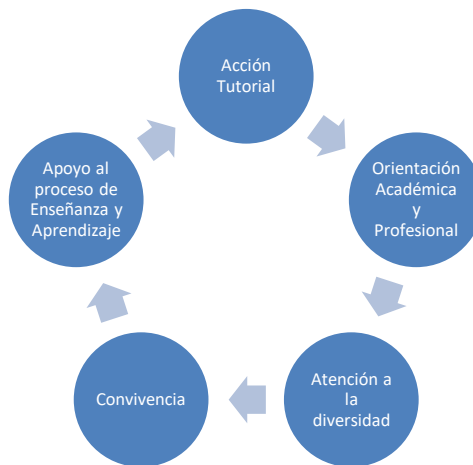 Acción
Tutorial
Orientación
Académica
y
Profesional
Atención a
la
diversidad
Convivencia
Apoyo al
proceso de
Enseñanza y
Aprendizaje